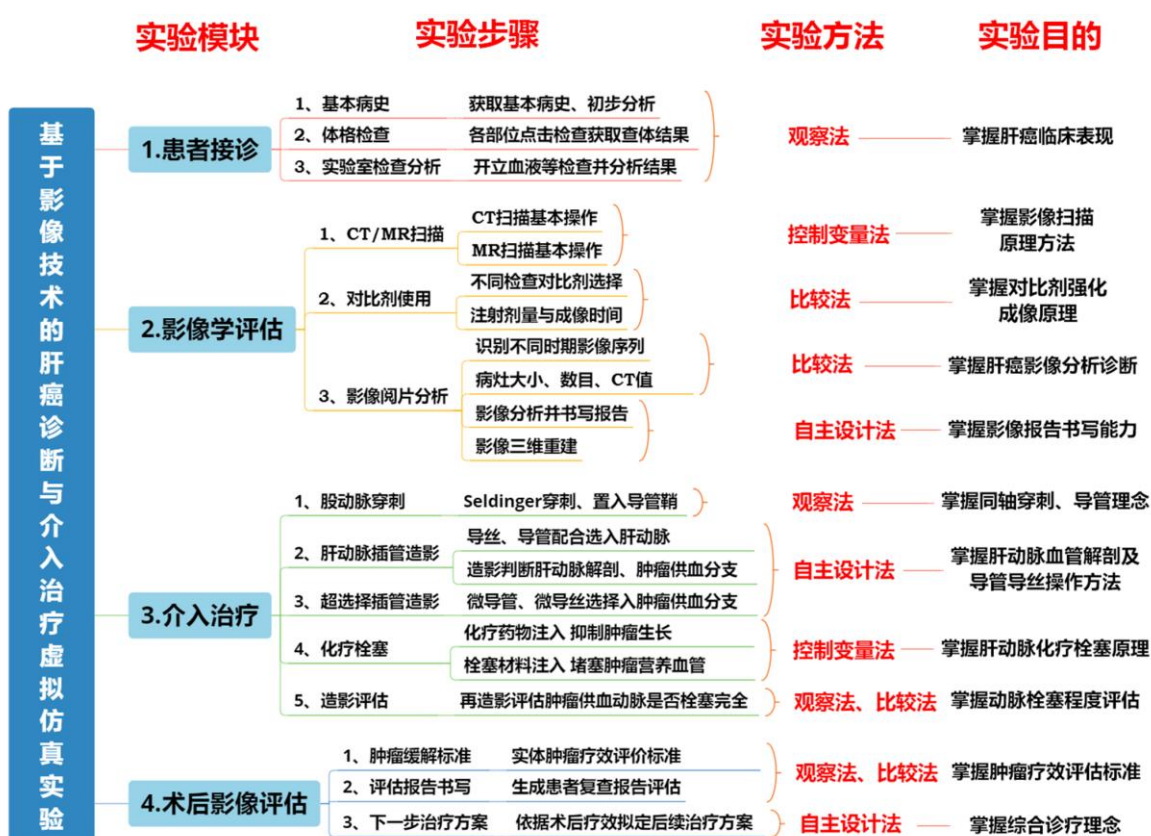 实验模块
实验步骤
实验方法
实验目的
基于影像技术的肝癌诊断与介入治疗虚拟仿真实验
1.患者接诊
1、基本病史
获取基本病史、初步分析
2、体格检查
各部位点击检查获取查体结果
3、实验室检查分析
开立血液等检查并分析结果
观察法
掌握肝癌临床表现
2.影像学评估
1、CT/MR扫描
CT扫描基本操作
MR扫描基本操作
控制变量法
掌握影像扫描
原理方法
2、对比剂使用
不同检查对比剂选择
注射剂量与成像时间
比较法
掌握对比剂强化
成像原理
3、影像阅片分析
识别不同时期影像序列
病灶大小、数目、CT值
比较法
掌握肝癌影像分析诊断
影像分析并书写报告
影像三维重建
自主设计法
掌握影像报告书写能力
3.介入治疗
1、股动脉穿刺
Seldinger穿刺、置入导管鞘
观察法
掌握同轴穿刺、导管理念
2、肝动脉插管造影
导丝、导管配合选入肝动脉
造影判断肝动脉解剖、肿瘤供血分支
3、超选择插管造影
微导管、微导丝选择入肿瘤供血分支
自主设计法
掌握肝动脉血管解剖及
导管导丝操作方法
4、化疗栓塞
化疗药物注入 抑制肿瘤生长
栓塞材料注入 堵塞肿瘤营养血管
控制变量法
掌握肝动脉化疗栓塞原理
5、造影评估
再造影评估肿瘤供血动脉是否栓塞完全
观察法、比较法
掌握动脉栓塞程度评估
4.术后影像评估
1、肿瘤缓解标准
实体肿瘤疗效评价标准
2、评估报告书写
生成患者复查报告评估
观察法、比较法
掌握肿瘤疗效评估标准
3、下一步治疗方案
依据术后疗效拟定后续治疗方案
自主设计法
掌握综合诊疗理念